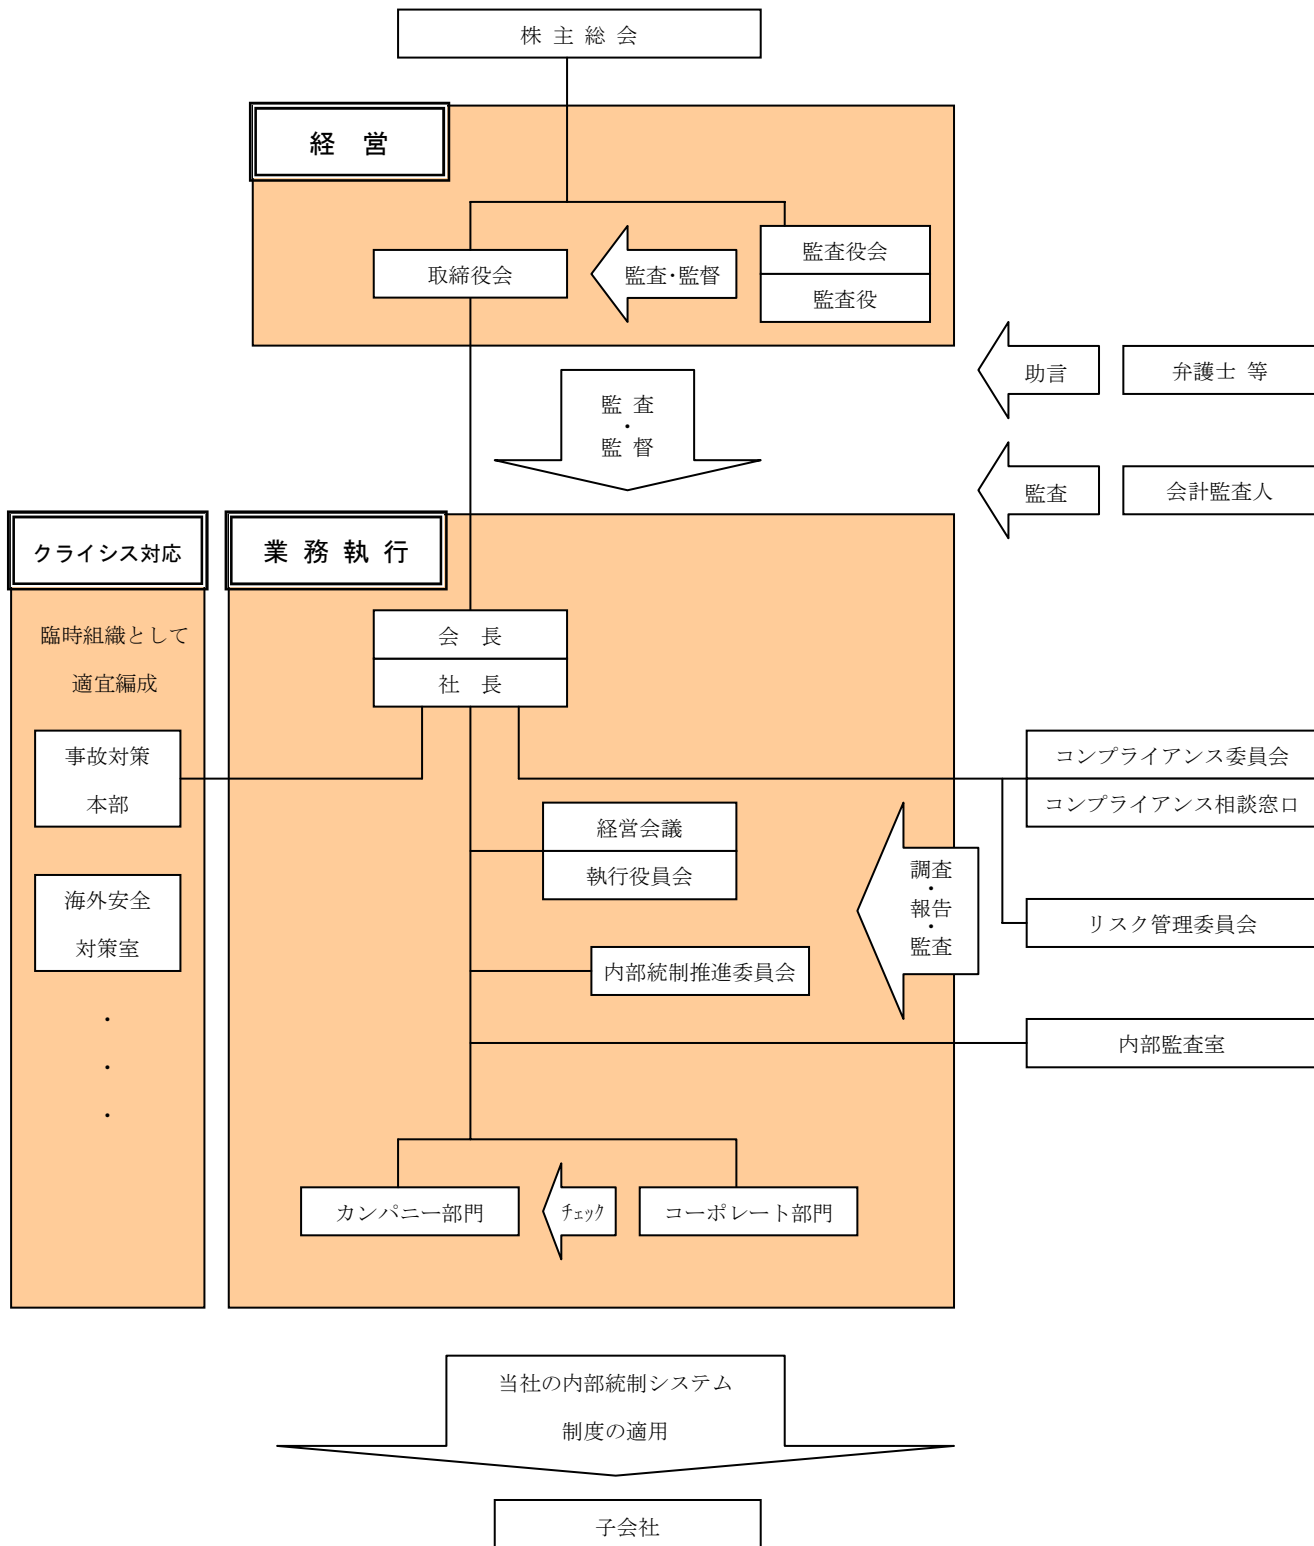 株 主 総 会
経　営
取締役会
監査・監督
監査役会
監査役
助言
弁護士 等
監 査
・
監 督
監査
会計監査人
クライシス対応
業 務 執 行
臨時組織として
適宜編成
会　長
社　長
事故対策
本部
コンプライアンス委員会
コンプライアンス相談窓口
経営会議
執行役員会
調査
・
報告
・
監査
海外安全
対策室
リスク管理委員会
内部統制推進委員会
・
・
・
内部監査室
カンパニー部門
チェック
コーポレート部門
当社の内部統制システム
制度の適用
子会社